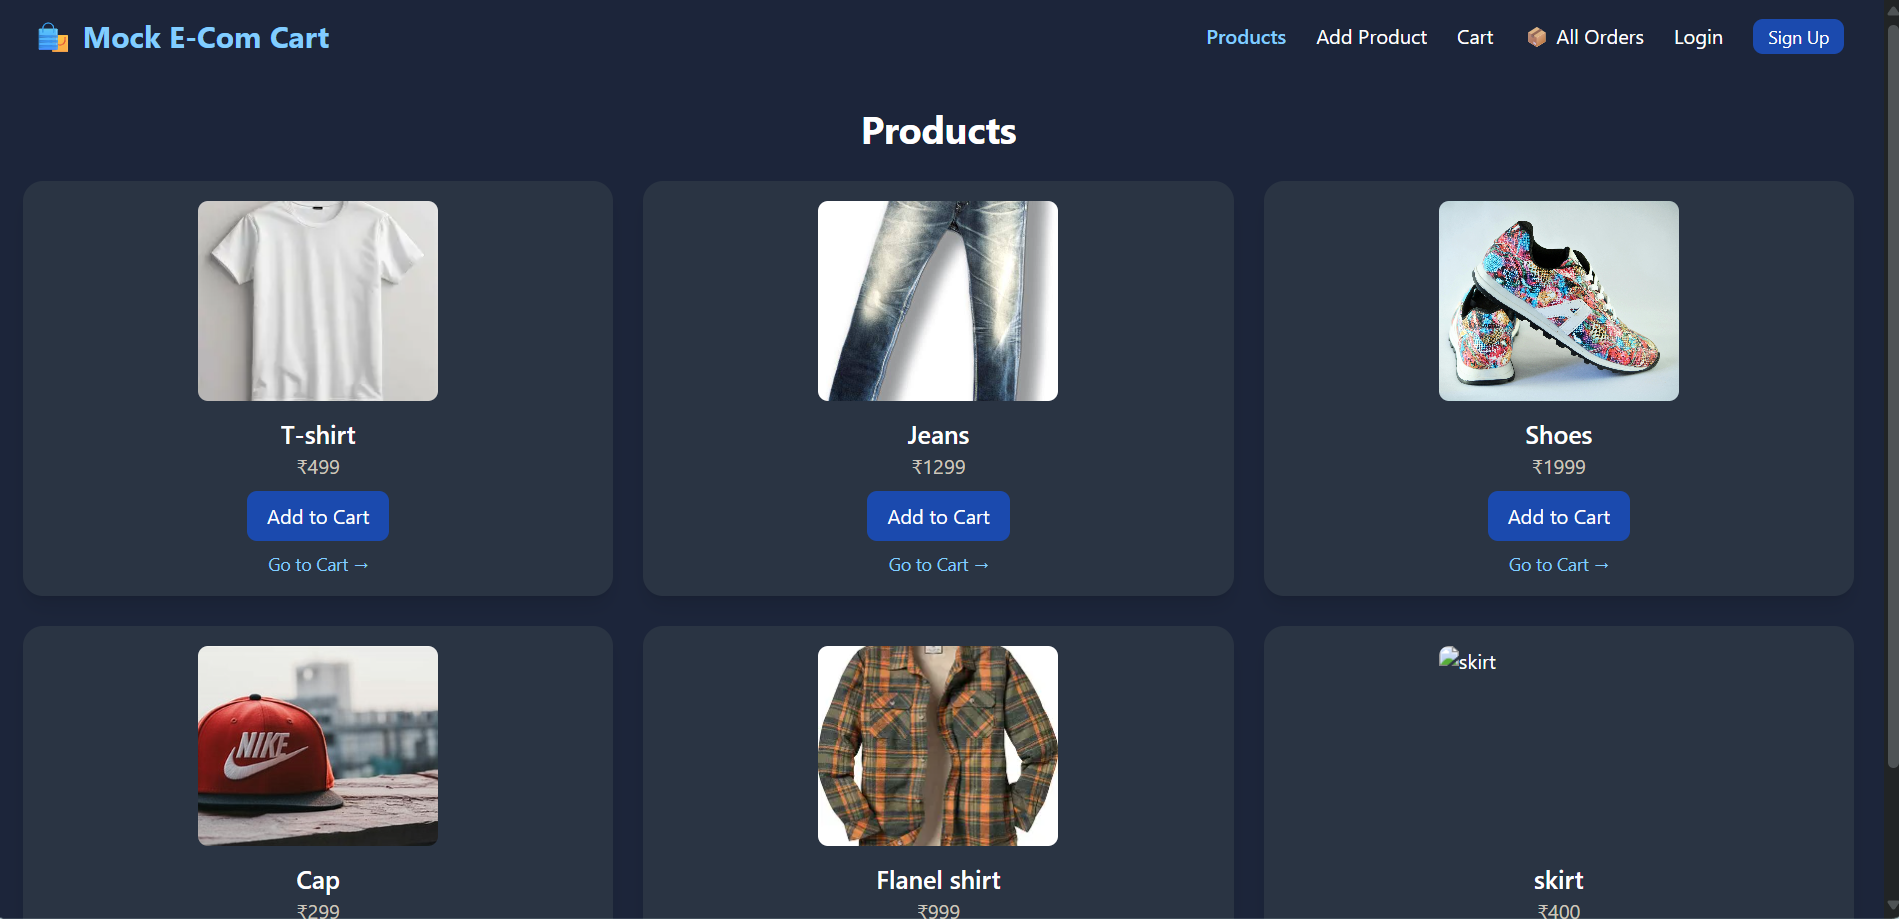 Mock E-Com Cart
Products
Add Product
Cart
All Orders
Login
Sign Up
Products
T-shirt
₹499
Add to Cart
Go to Cart →
Jeans
₹1299
Add to Cart
Go to Cart →
Shoes
₹1999
Add to Cart
Go to Cart →
NIKE
Cap
₹299
Flanel shirt
₹999
skirt
skirt
₹400